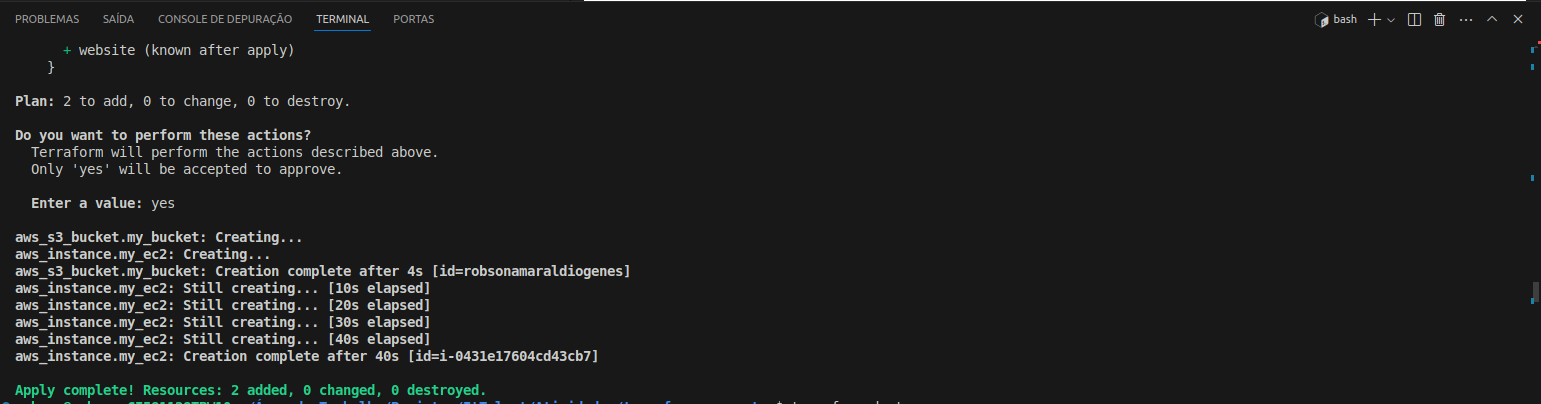 PROBLEMAS SAÍDA CONSOLE DE DEPURAÇÃO TERMINAL PORTAS bash
+ website (known after apply)
}
Plan: 2 to add, 0 to change, 0 to destroy.
Do you want to perform these actions?
Terraform will perform the actions described above.
Only 'yes' will be accepted to approve.
Enter a value: yes
aws_s3_bucket.my_bucket: Creating...
aws_instance.my_ec2: Creating...
aws_s3_bucket.my_bucket: Creation complete after 4s [id=robsonamaraldiogenes]
aws_instance.my_ec2: Still creating... [10s elapsed]
aws_instance.my_ec2: Still creating... [20s elapsed]
aws_instance.my_ec2: Still creating... [30s elapsed]
aws_instance.my_ec2: Still creating... [40s elapsed]
aws_instance.my_ec2: Creation complete after 40s [id=i-0431e17604cd43cb7]
Apply complete! Resources: 2 added, 0 changed, 0 destroyed.